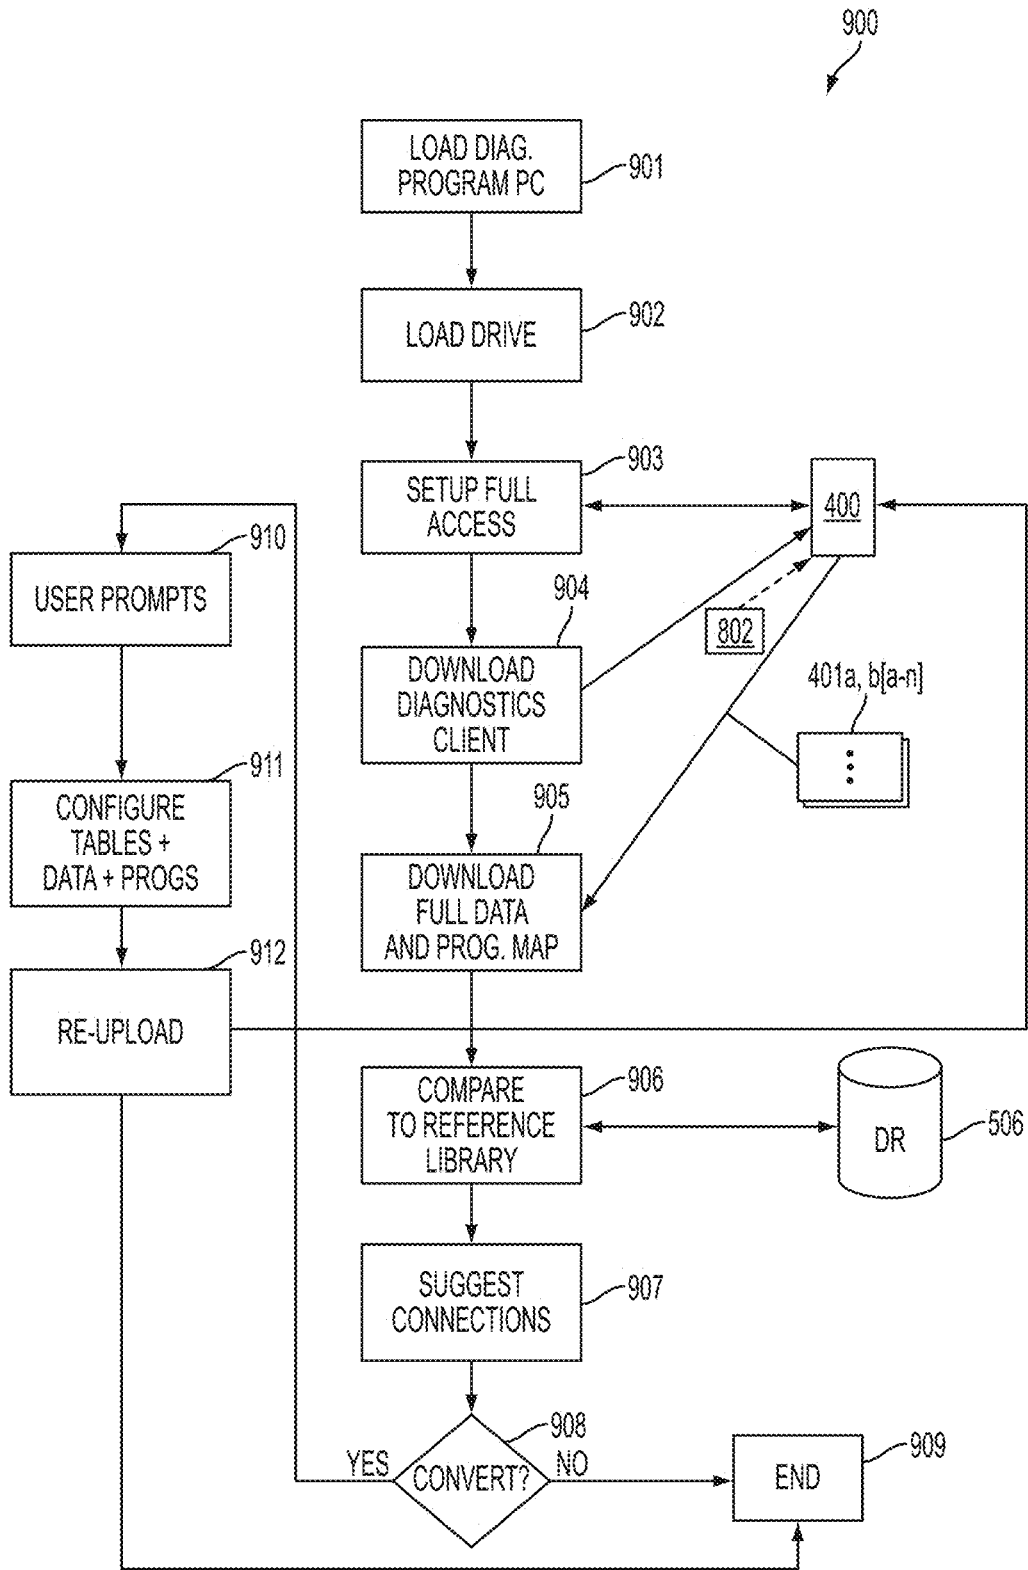 900
LOAD DIAG.
PROGRAM PC
901
LOAD DRIVE
902
SETUP FULL
ACCESS
903
400
910
USER PROMPTS
904
802
DOWNLOAD
DIAGNOSTICS
CLIENT
401a, b[a-n]
911
CONFIGURE
TABLES +
DATA + PROGS
905
DOWNLOAD
FULL DATA
AND PROG. MAP
912
RE-UPLOAD
COMPARE
TO REFERENCE
LIBRARY
906
DR
506
SUGGEST
CONNECTIONS
907
908
YES
CONVERT?
NO
END
909